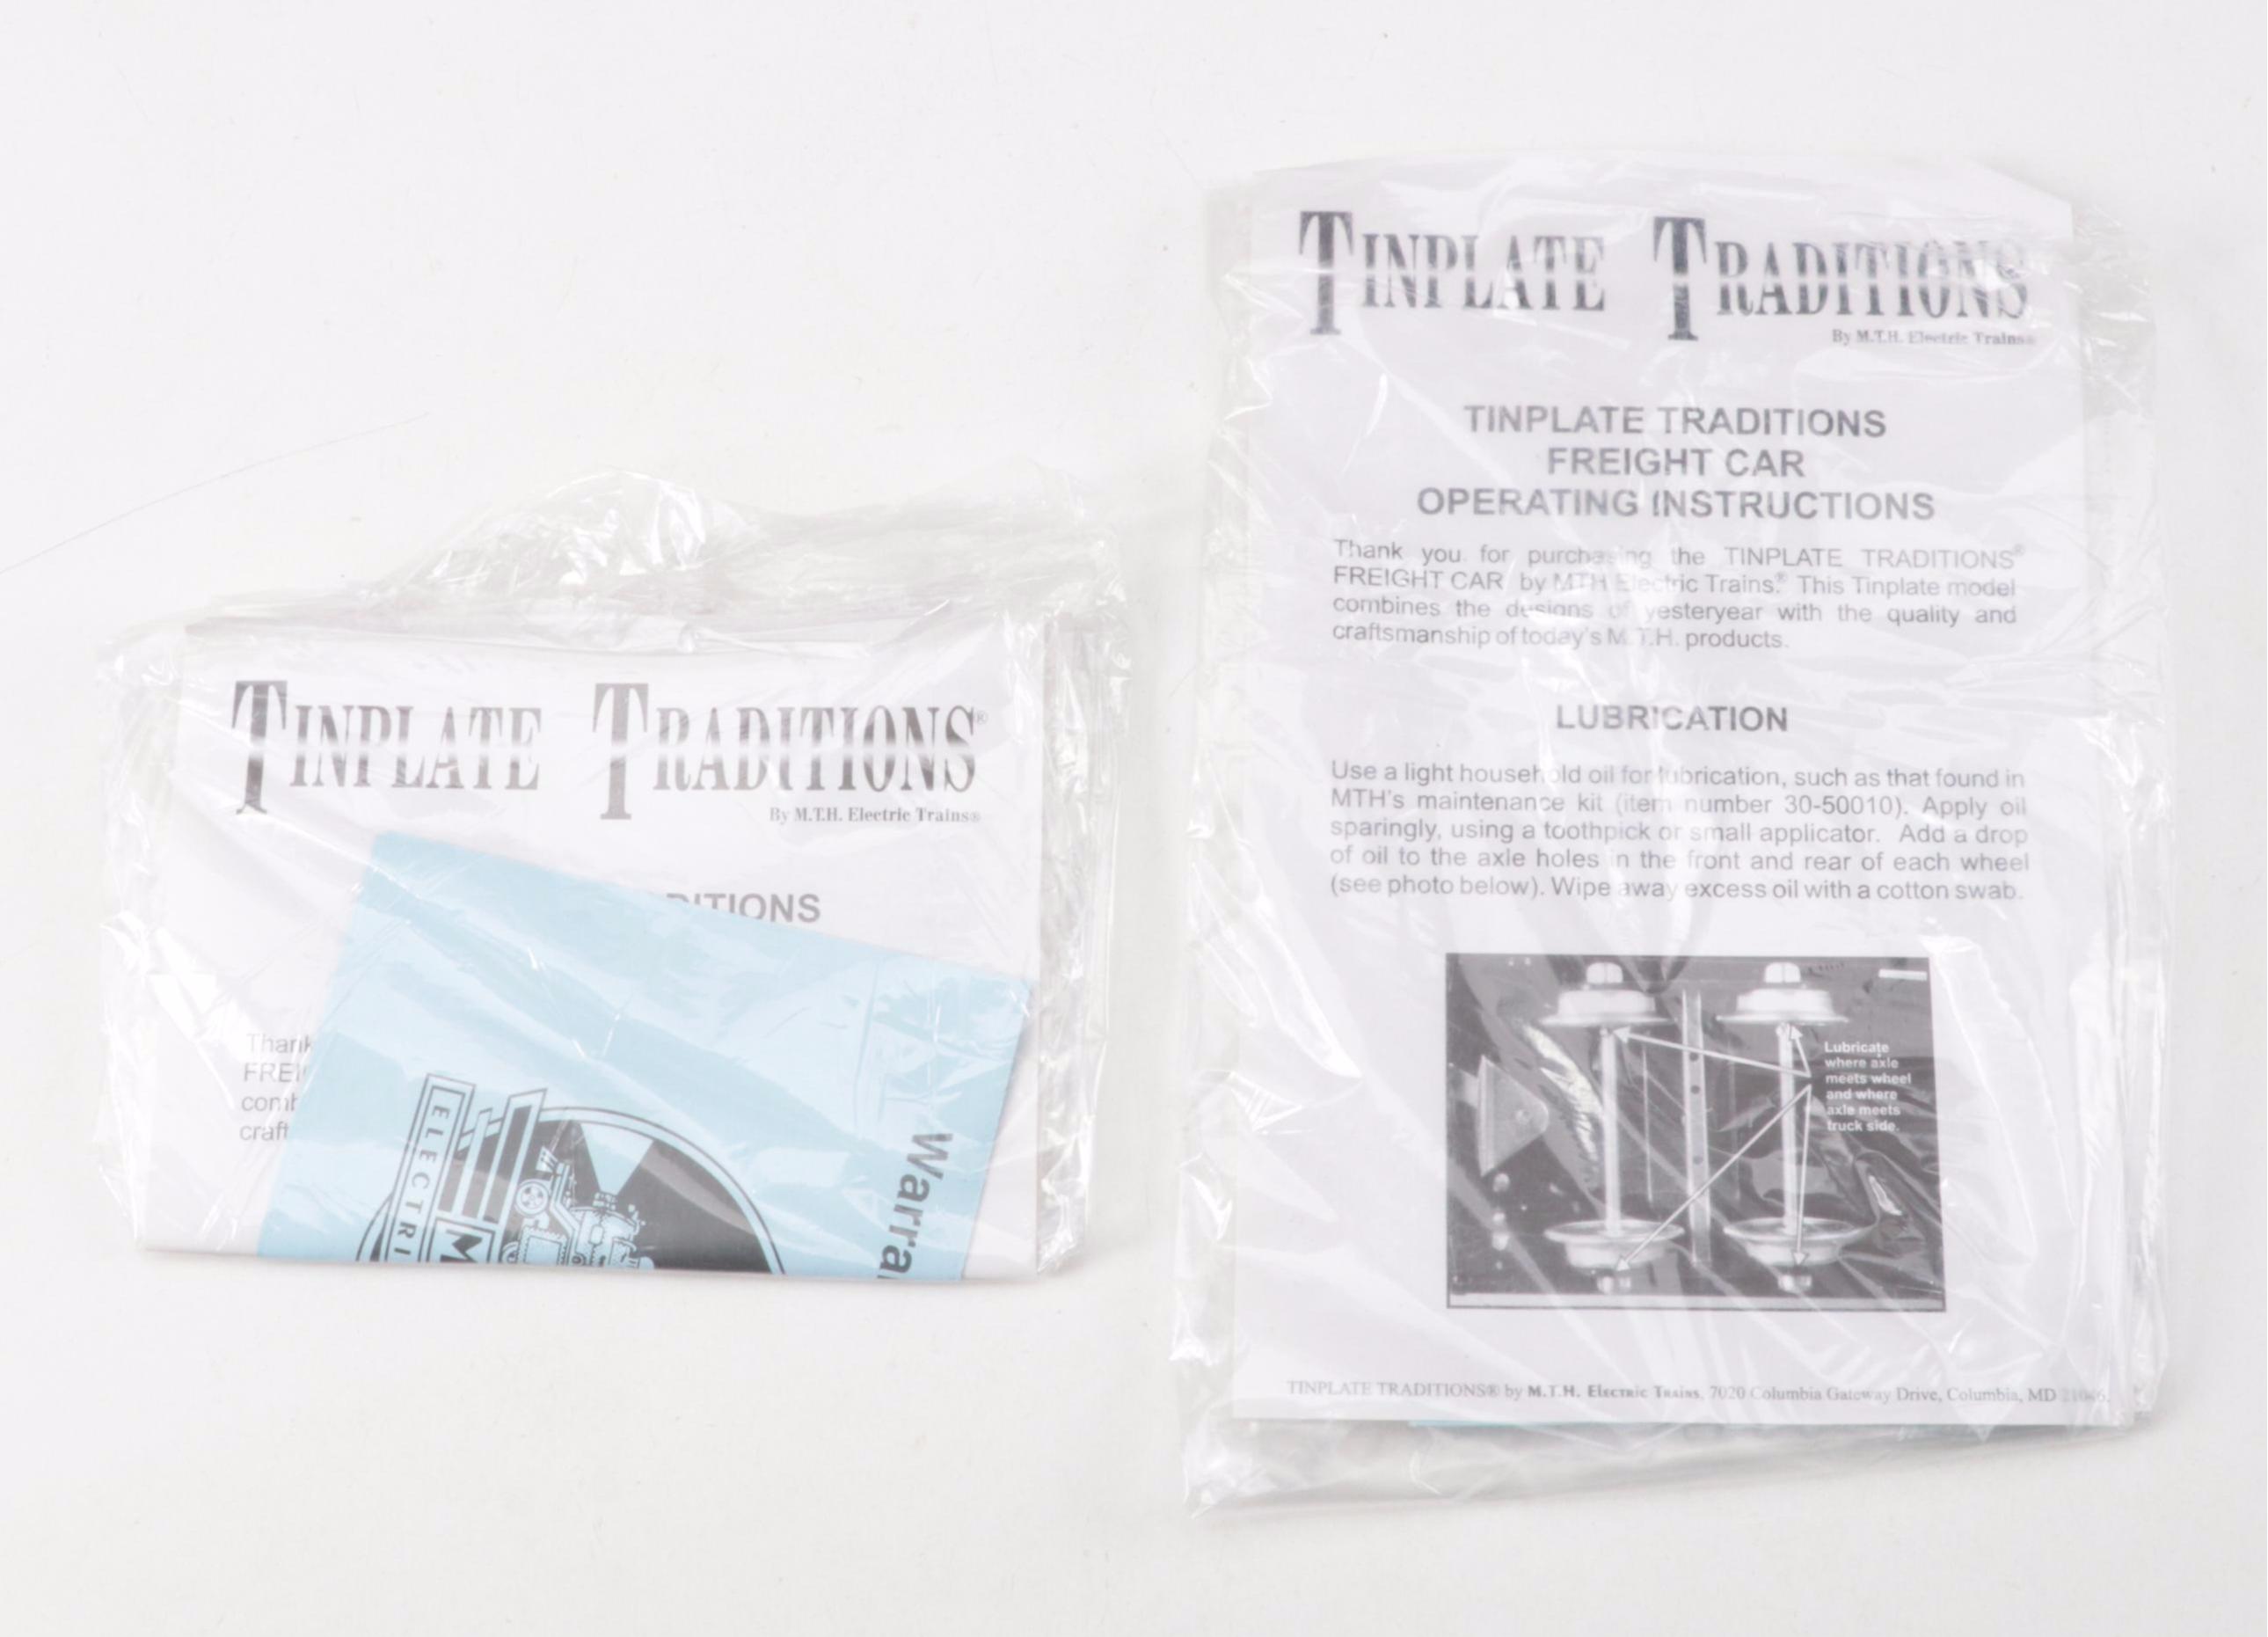 TINPLATE TRADITIONS®
By M.T.H. Electric Trains®
DITIONS
Thank
FREI
comb
craft
ELECTRI
M
Warra
TINPLATE TRADITIONS
By M.T.H. Electric Trains®
TINPLATE TRADITIONS
FREIGHT CAR
OPERATING INSTRUCTIONS
Thank you for purchasing the TINPLATE TRADITIONS®
FREIGHT CAR by MTH Electric Trains.® This Tinplate model
combines the designs of yesteryear with the quality and
craftsmanship of today's M.T.H. products.
LUBRICATION
Use a light household oil for lubrication, such as that found in
MTH's maintenance kit (item number 30-50010). Apply oil
sparingly, using a toothpick or small applicator. Add a drop
of oil to the axle holes in the front and rear of each wheel
(see photo below). Wipe away excess oil with a cotton swab.
Lubricate
where axle
meets wheel
and where
axle meets
truck side.
TINPLATE TRADITIONS® by M.T.H. Electric Trains, 7020 Columbia Gateway Drive, Columbia, MD 21046.